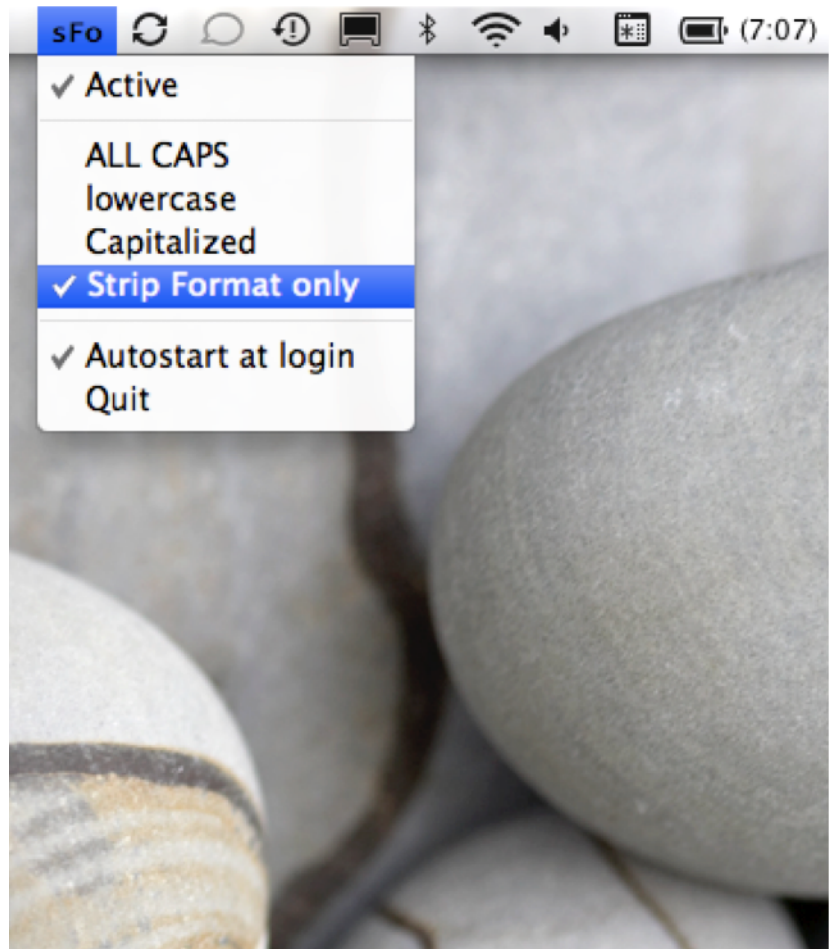 sFo (7:07)
Active
ALL CAPS
lowercase
Capitalized
Strip Format only
Autostart at login
Quit